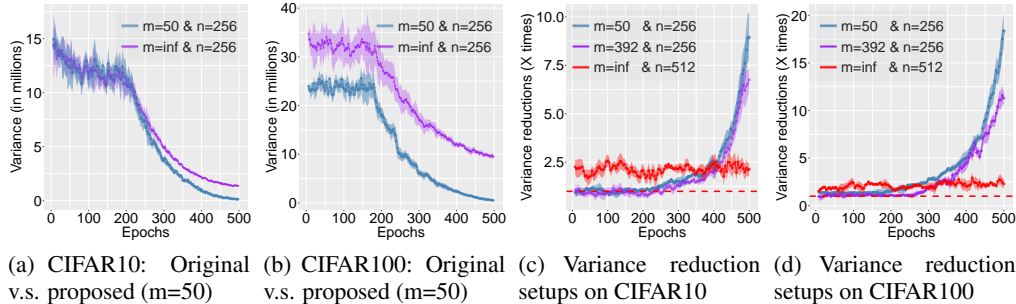 Variance (in millions)
15
10
5
0
m=50 & n=256
m=inf & n=256
0 100 200 300 400 500
Epochs
Variance (in millions)
40
30
20
10
0
m=50 & n=256
m=inf & n=256
0 100 200 300 400 500
Epochs
Variance reductions (X times)
10.0
7.5
5.0
2.5
m=50 & n=256
m=392 & n=256
m=inf & n=512
0 100 200 300 400 500
Epochs
Variance reductions (X times)
20
15
10
5
0
m=50 & n=256
m=392 & n=256
m=inf & n=512
0 100 200 300 400 500
Epochs
(a) CIFAR10: Original
v.s. proposed (m=50)
(b) CIFAR100: Original
v.s. proposed (m=50)
(c) Variance reduction
setups on CIFAR10
(d) Variance reduction
setups on CIFAR100